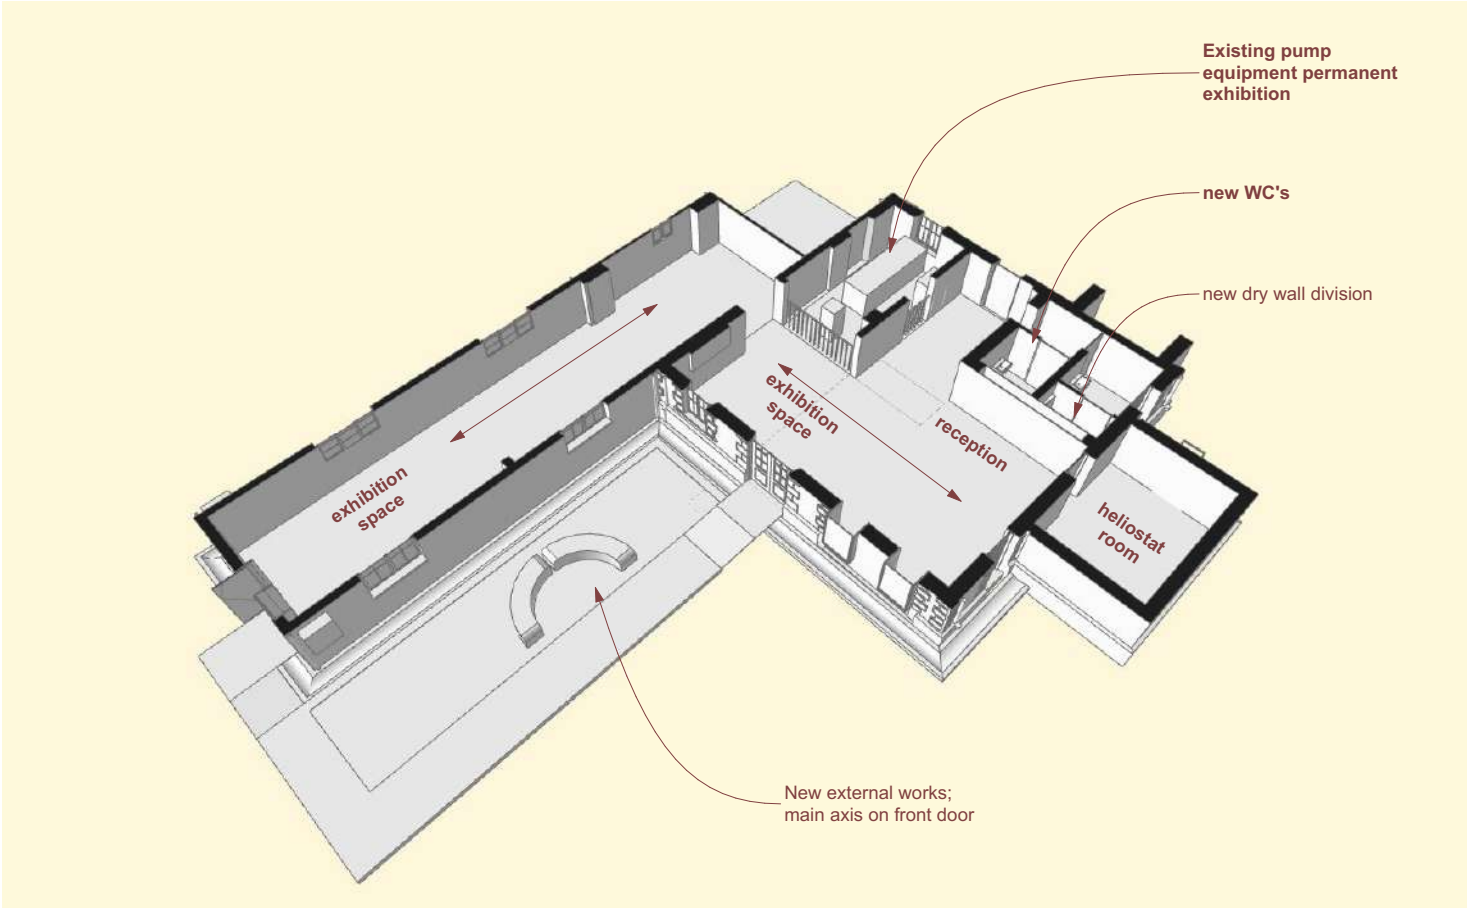 Existing pump
equipment permanent
exhibition
new WC's
new dry wall division
exhibition
space
reception
exhibition
space
heliostat
room
New external works;
main axis on front door